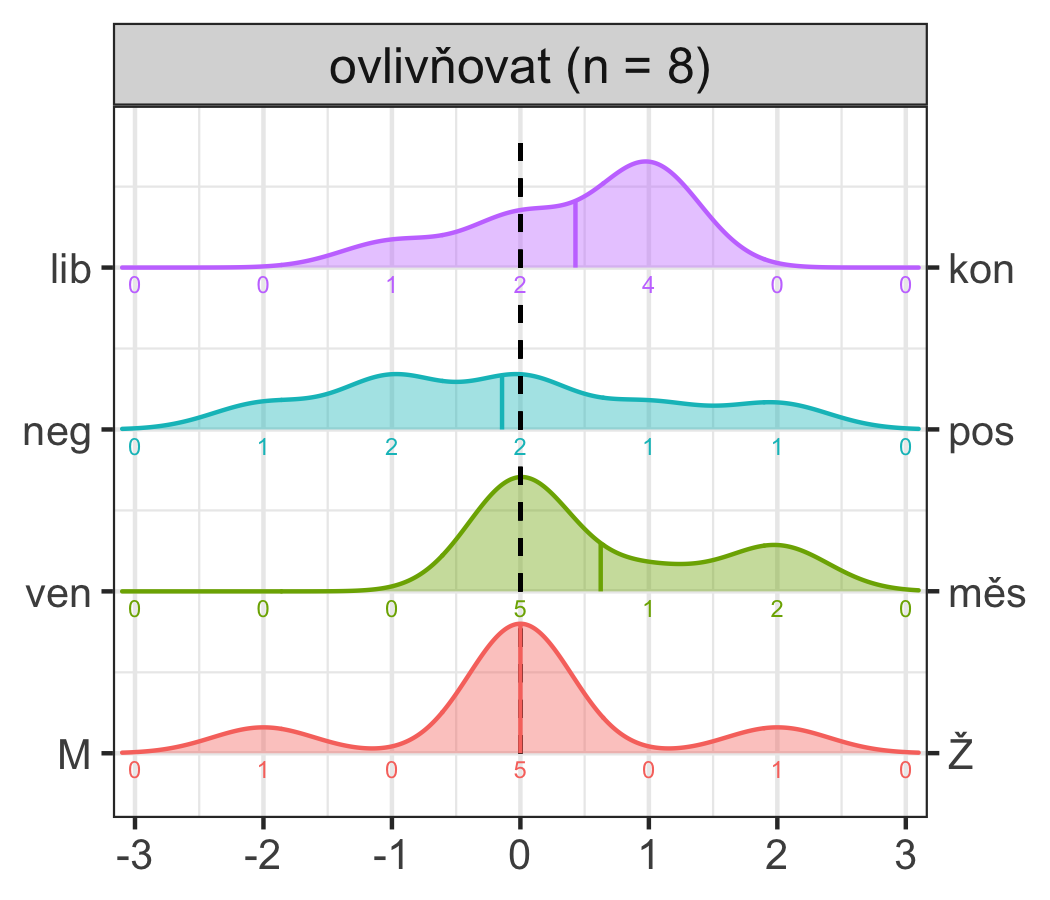 ovlivňovat (n = 8)
lib kon
0 0 1 2 4 0 0
neg pos
0 1 2 2 1 1 0
ven měs
0 0 0 5 1 2 0
M Ž
0 1 0 5 0 1 0
-3 -2 -1 0 1 2 3